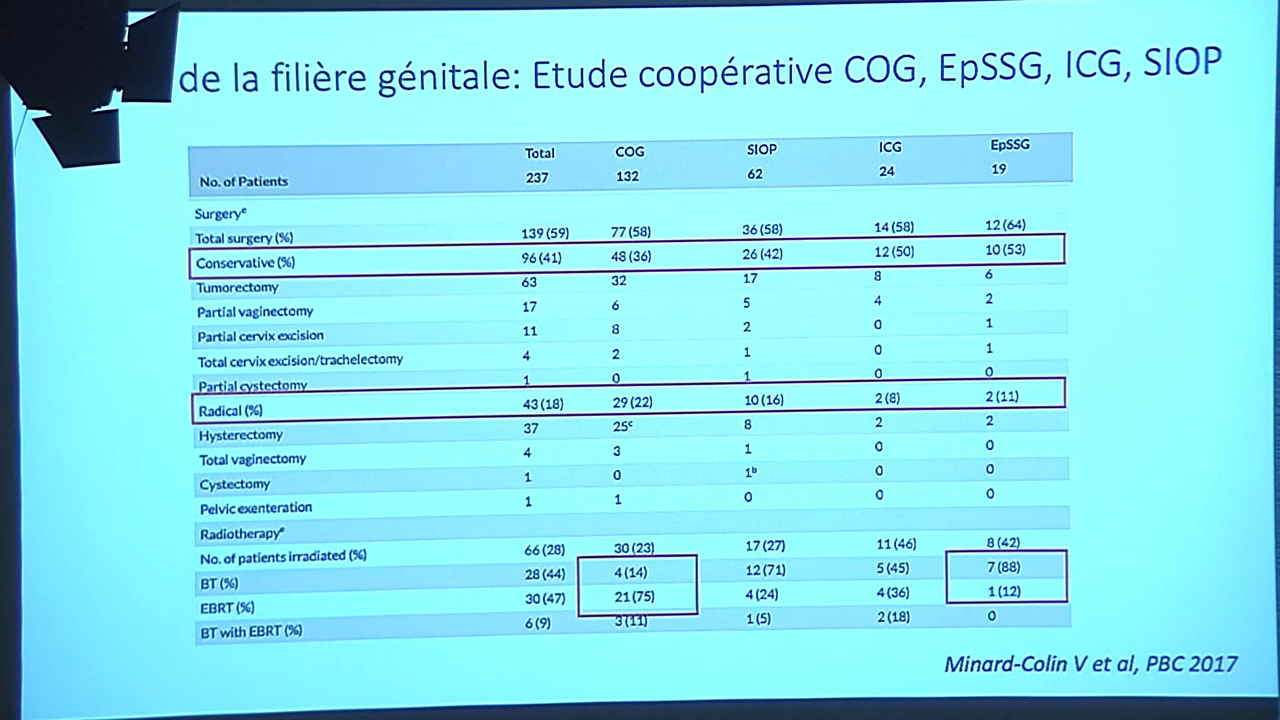 de la filière génitale: Etude coopérative COG, EpSSG, ICG, SIOP
Total COG SIOP ICG EpSSG
No. of Patients 237 132 62 24 19
Surgeryᵉ
Total surgery (%) 139 (59) 77 (58) 36 (58) 14 (58) 12 (64)
Conservative (%) 96 (41) 48 (36) 26 (42) 12 (50) 10 (53)
Tumorectomy 63 32 17 8 6
Partial vaginectomy 17 6 5 4 2
Partial cervix excision 11 8 2 0 1
Total cervix excision/trachelectomy 4 2 1 0 1
Partial cystectomy 1 0 1 0 0
Radical (%) 43 (18) 29 (22) 10 (16) 2 (8) 2 (11)
Hysterectomy 37 25ᶜ 8 2 2
Total vaginectomy 4 3 1 0 0
Cystectomy 1 0 1ᵇ 0 0
Pelvic exenteration 1 1 0 0 0
Radiotherapyᵉ
No. of patients irradiated (%) 66 (28) 30 (23) 17 (27) 11 (46) 8 (42)
BT (%) 28 (44) 4 (14) 12 (71) 5 (45) 7 (88)
EBRT (%) 30 (47) 21 (75) 4 (24) 4 (36) 1 (12)
BT with EBRT (%) 6 (9) 3 (11) 1 (5) 2 (18) 0
Minard-Colin V et al, PBC 2017